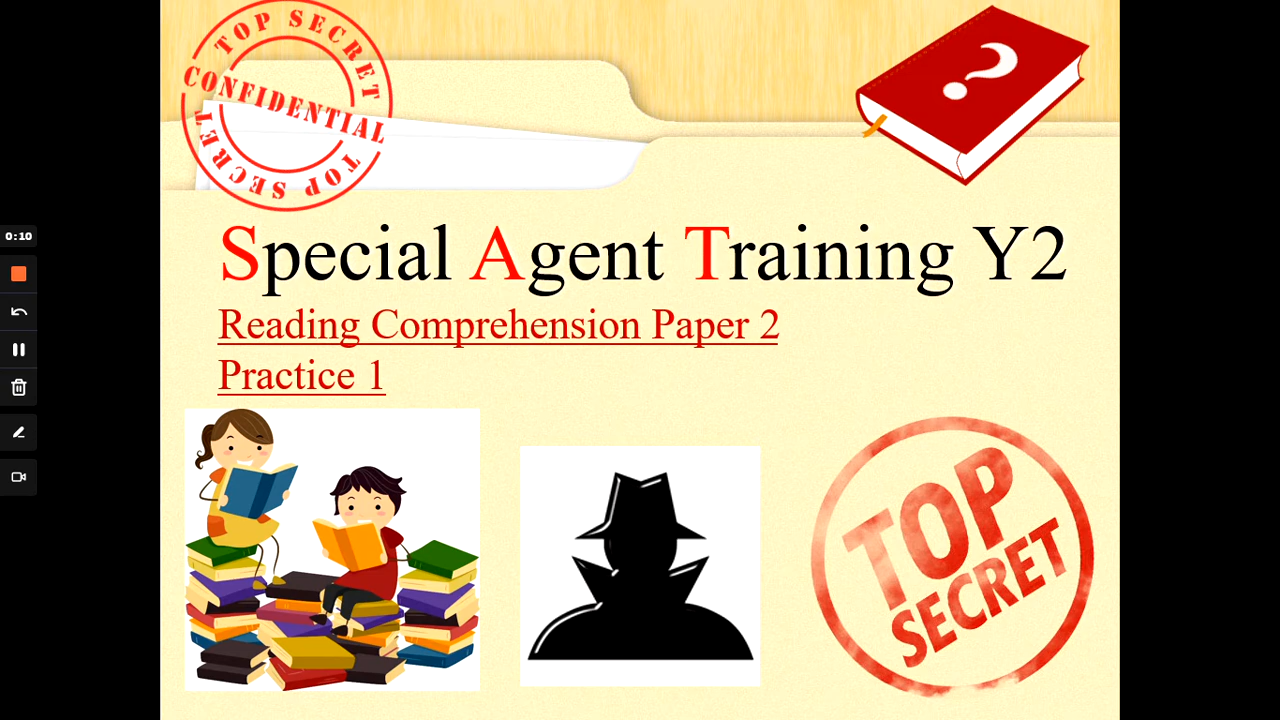 TOP SECRET
CONFIDENTIAL
TOP SECRET
?
0:10
Special Agent Training Y2
Reading Comprehension Paper 2
Practice 1
TOP
SECRET